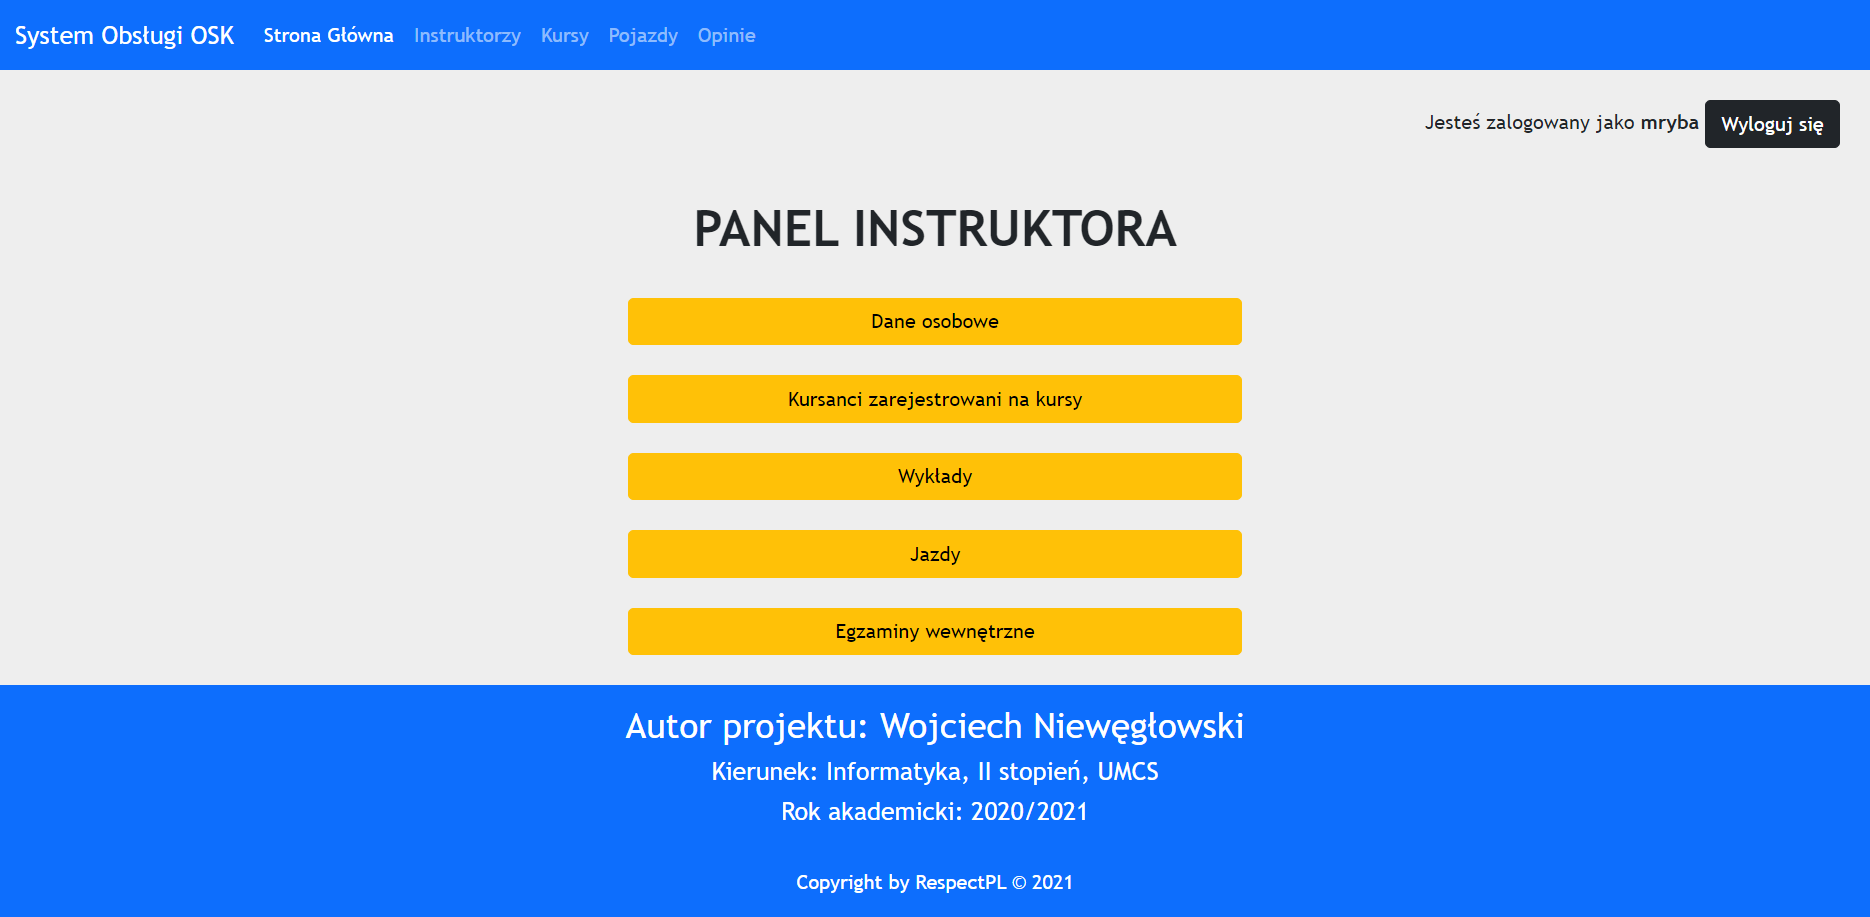 System Obsługi OSK Strona Główna Instruktorzy Kursy Pojazdy Opinie
Jesteś zalogowany jako mryba Wyloguj się
PANEL INSTRUKTORA
Dane osobowe
Kursanci zarejestrowani na kursy
Wykłady
Jazdy
Egzaminy wewnętrzne
Autor projektu: Wojciech Niewęgłowski
Kierunek: Informatyka, II stopień, UMCS
Rok akademicki: 2020/2021
Copyright by RespectPL © 2021